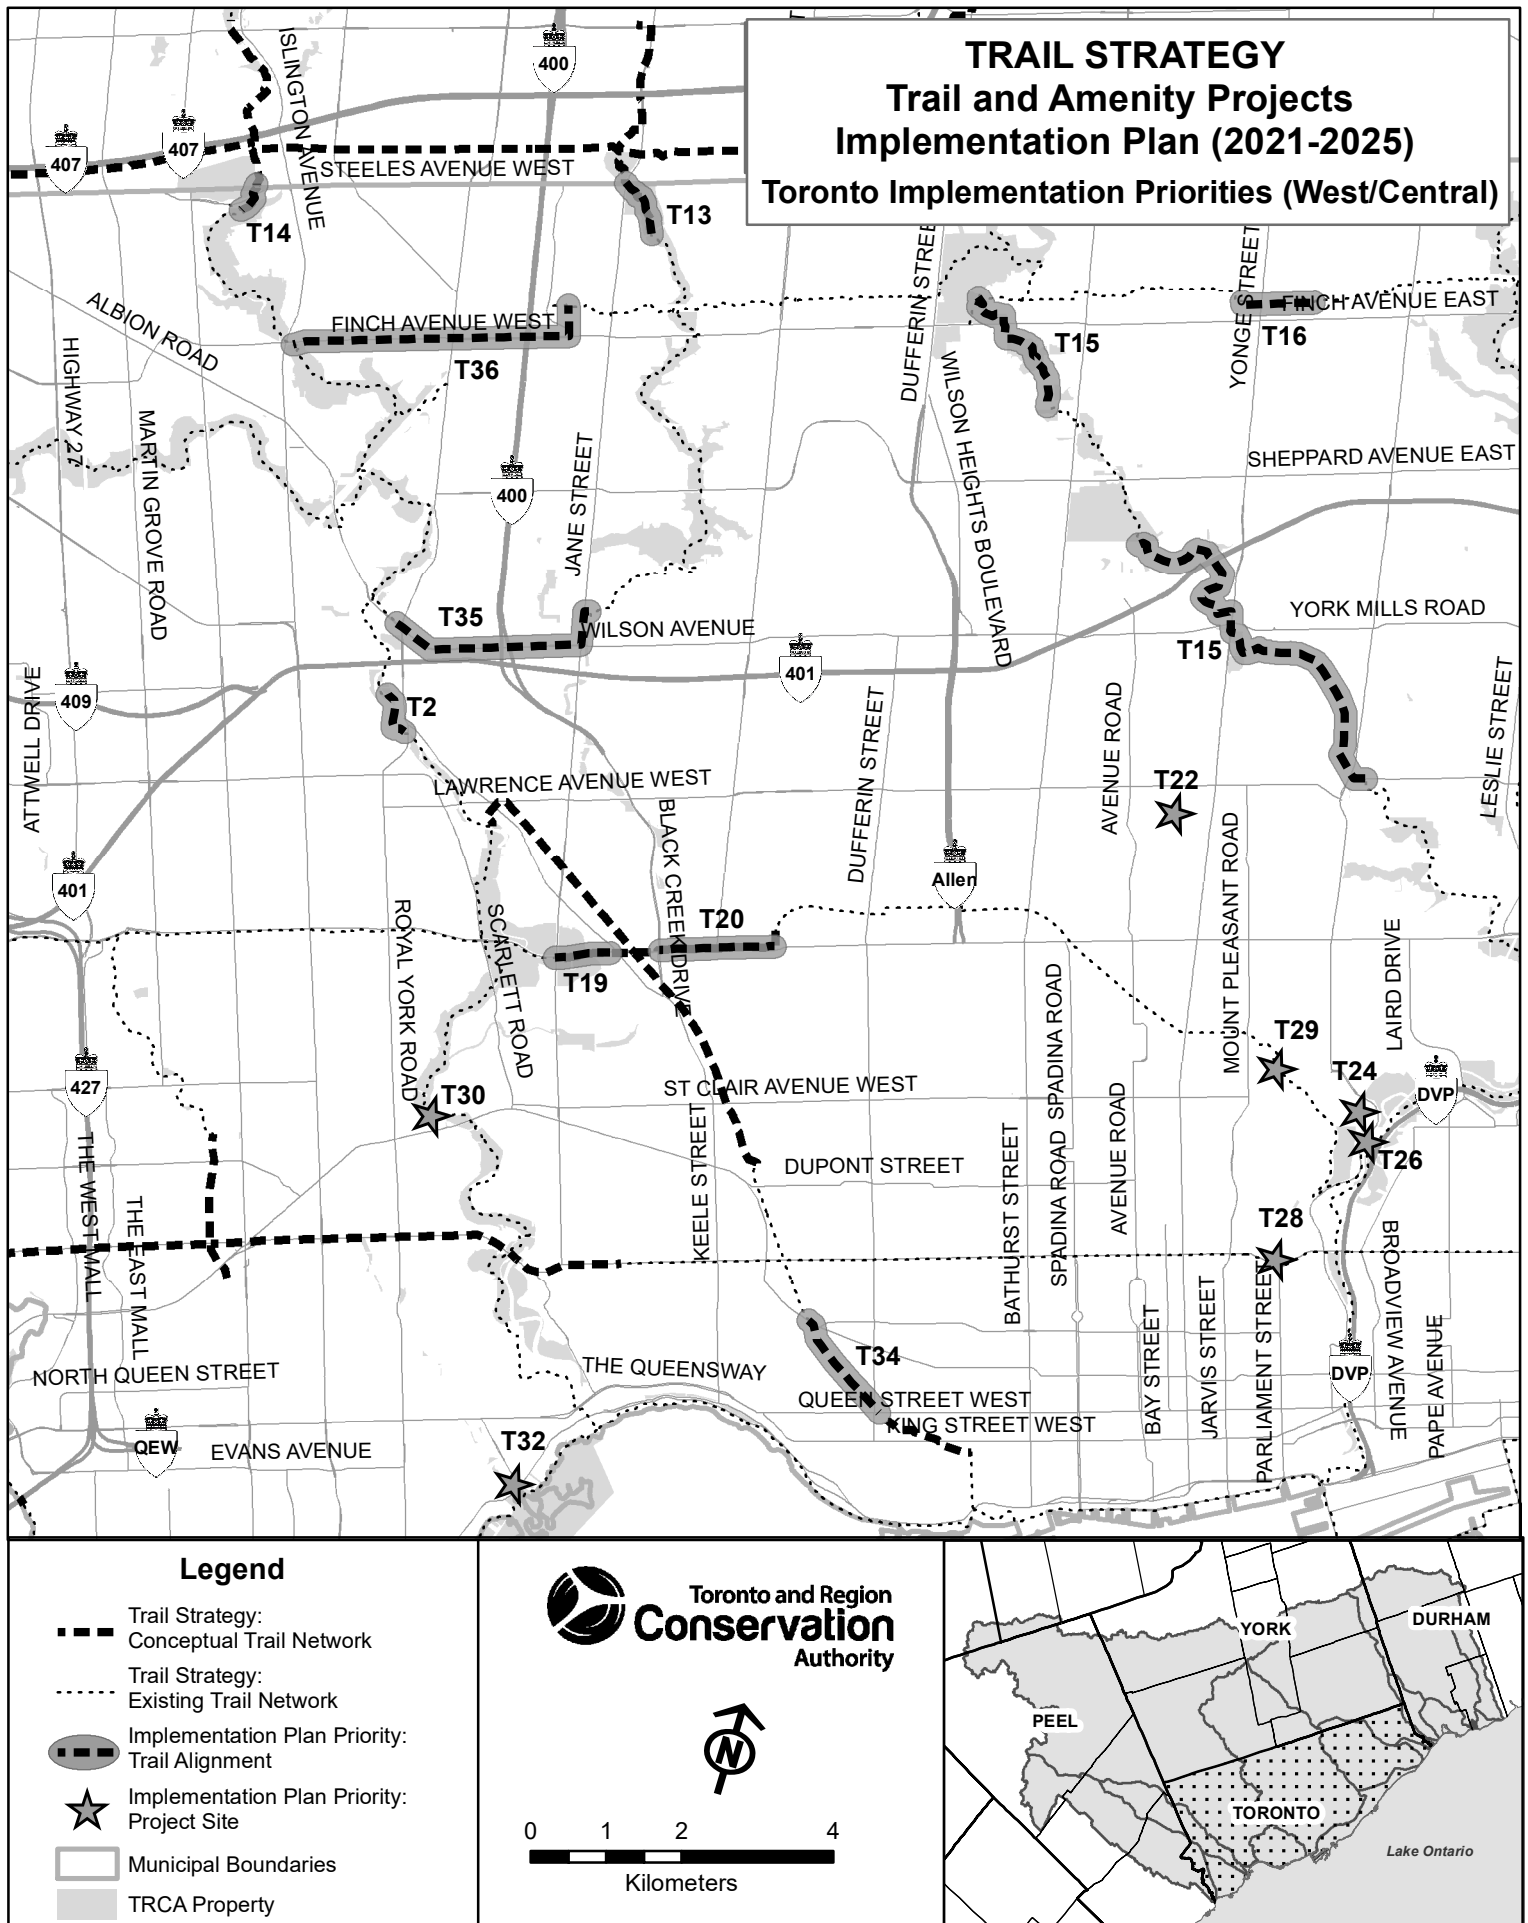 TRAIL STRATEGY
Trail and Amenity Projects
Implementation Plan (2021-2025)
Toronto Implementation Priorities (West/Central)
ISLINGTON AVENUE
400
407
407
STEELES AVENUE WEST
T14
T13
DUFFERIN STREE
YONGE STREET
FINCH AVENUE EAST
T16
ALBION ROAD
FINCH AVENUE WEST
T36
T15
HIGHWAY 27
MARTIN GROVE ROAD
WILSON HEIGHTS BOULEVARD
SHEPPARD AVENUE EAST
400
JANE STREET
T35
WILSON AVENUE
YORK MILLS ROAD
T15
401
409
ATTWELL DRIVE
T2
AVENUE ROAD
LESLIE STREET
DUFFERIN STREET
LAWRENCE AVENUE WEST
T22
BLACK CREEK DRIVE
MOUNT PLEASANT ROAD
401
Allen
ROYAL YORK ROAD
SCARLETT ROAD
T20
T19
LAIRD DRIVE
SPADINA ROAD
SPADINA ROAD
SPADINA ROAD
T29
T24
DVP
427
T30
ST CLAIR AVENUE WEST
KEELE STREET
AVENUE ROAD
T26
DUPONT STREET
BATHURST STREET
THE WEST MALL
THE EAST MALL
T28
BROADVIEW AVENUE
BAY STREET
JARVIS STREET
PARLIAMENT STREET
PAPE AVENUE
DVP
T34
NORTH QUEEN STREET
THE QUEENSWAY
QUEEN STREET WEST
KING STREET WEST
QEW
EVANS AVENUE
T32
Legend
Trail Strategy:
Conceptual Trail Network
Trail Strategy:
Existing Trail Network
Implementation Plan Priority:
Trail Alignment
Implementation Plan Priority:
Project Site
Municipal Boundaries
TRCA Property
Toronto and Region
Conservation
Authority
N
0 1 2 4
Kilometers
YORK
DURHAM
PEEL
TORONTO
Lake Ontario